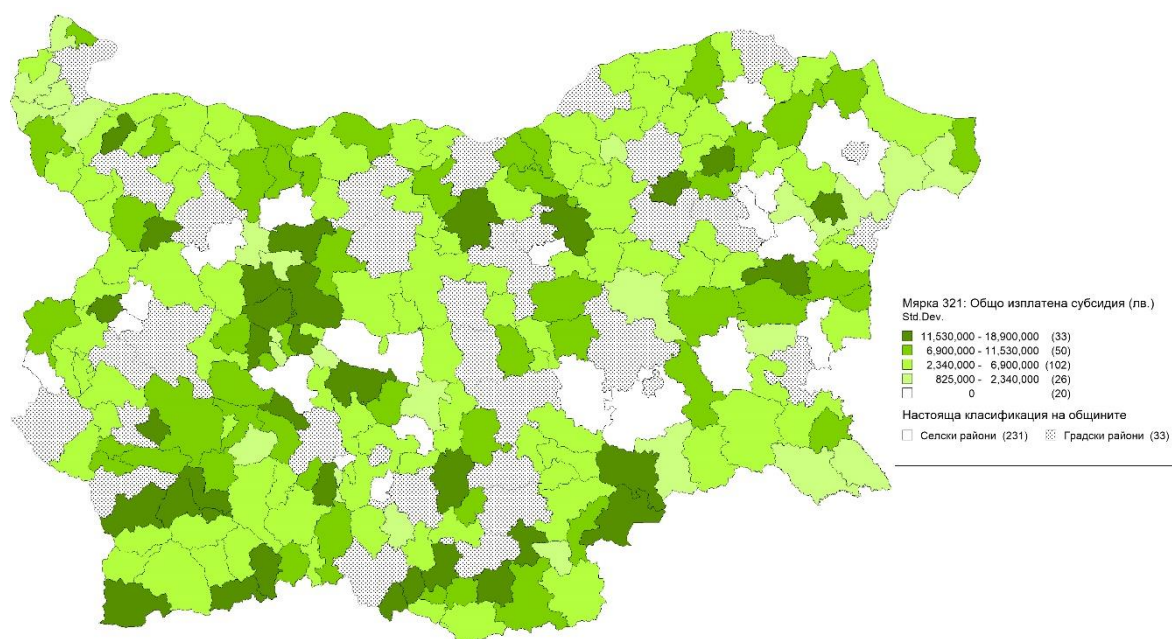 Мярка 321: Общо изплатена субсидия (лв.)
Std.Dev.
11,530,000 - 18,900,000 (33)
6,900,000 - 11,530,000 (50)
2,340,000 - 6,900,000 (102)
825,000 - 2,340,000 (26)
0 (20)
Настояща класификация на общините
Селски райони (231) Градски райони (33)